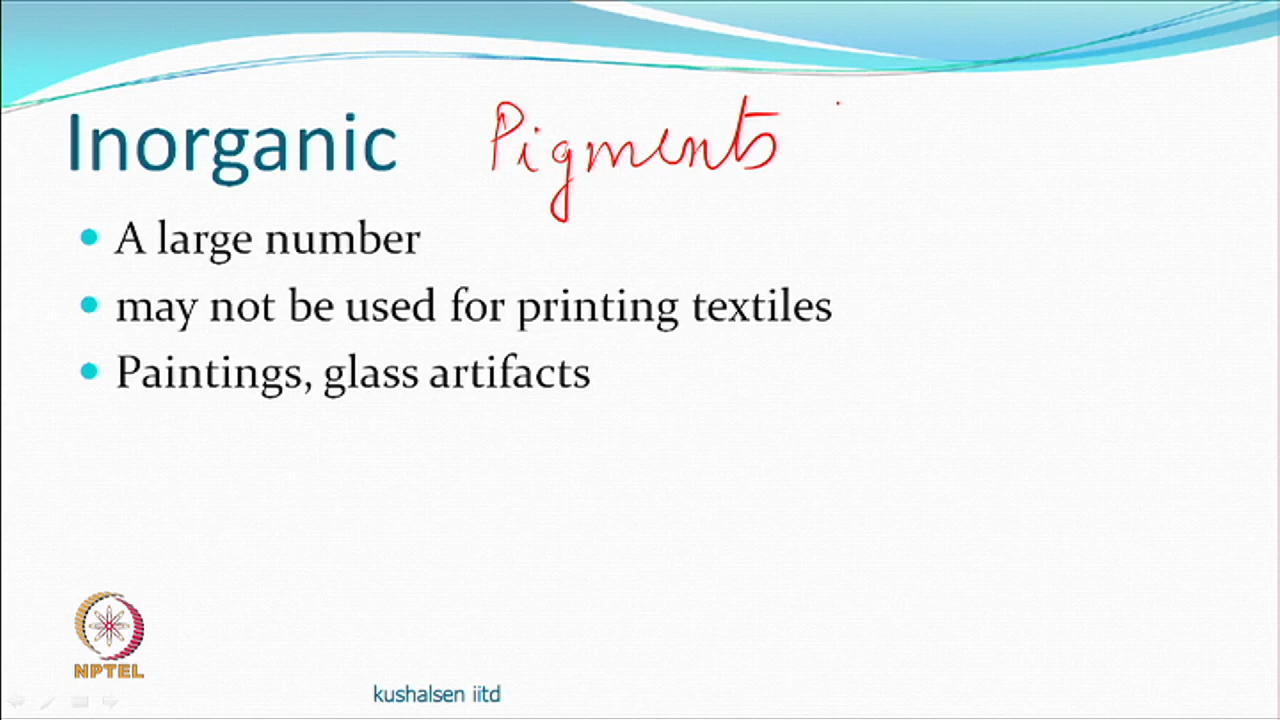 Inorganic Pigments
A large number
may not be used for printing textiles
Paintings, glass artifacts
NPTEL
kushalsen iitd